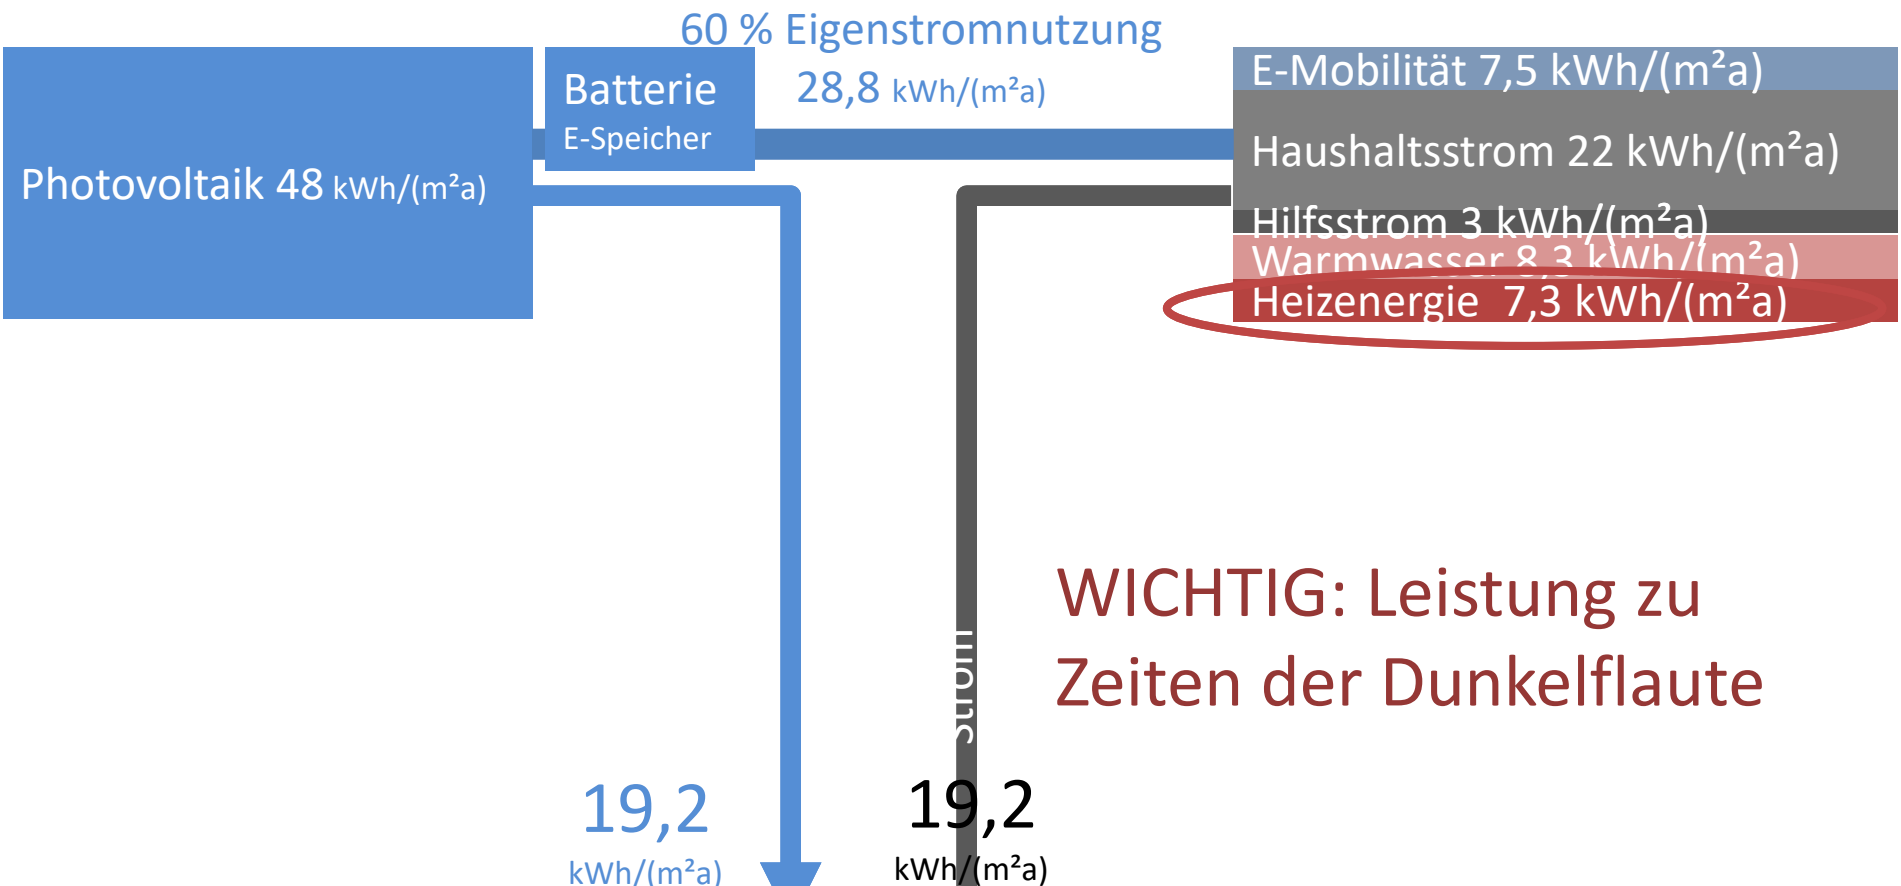 60 % Eigenstromnutzung
28,8 kWh/(m²a)
Photovoltaik 48 kWh/(m²a)
Batterie
E-Speicher
E-Mobilität 7,5 kWh/(m²a)
Haushaltsstrom 22 kWh/(m²a)
Hilfsstrom 3 kWh/(m²a)
Warmwasser 8,3 kWh/(m²a)
Heizenergie 7,3 kWh/(m²a)
WICHTIG: Leistung zu
Zeiten der Dunkelflaute
Strom
19,2
kWh/(m²a)
19,2
kWh/(m²a)